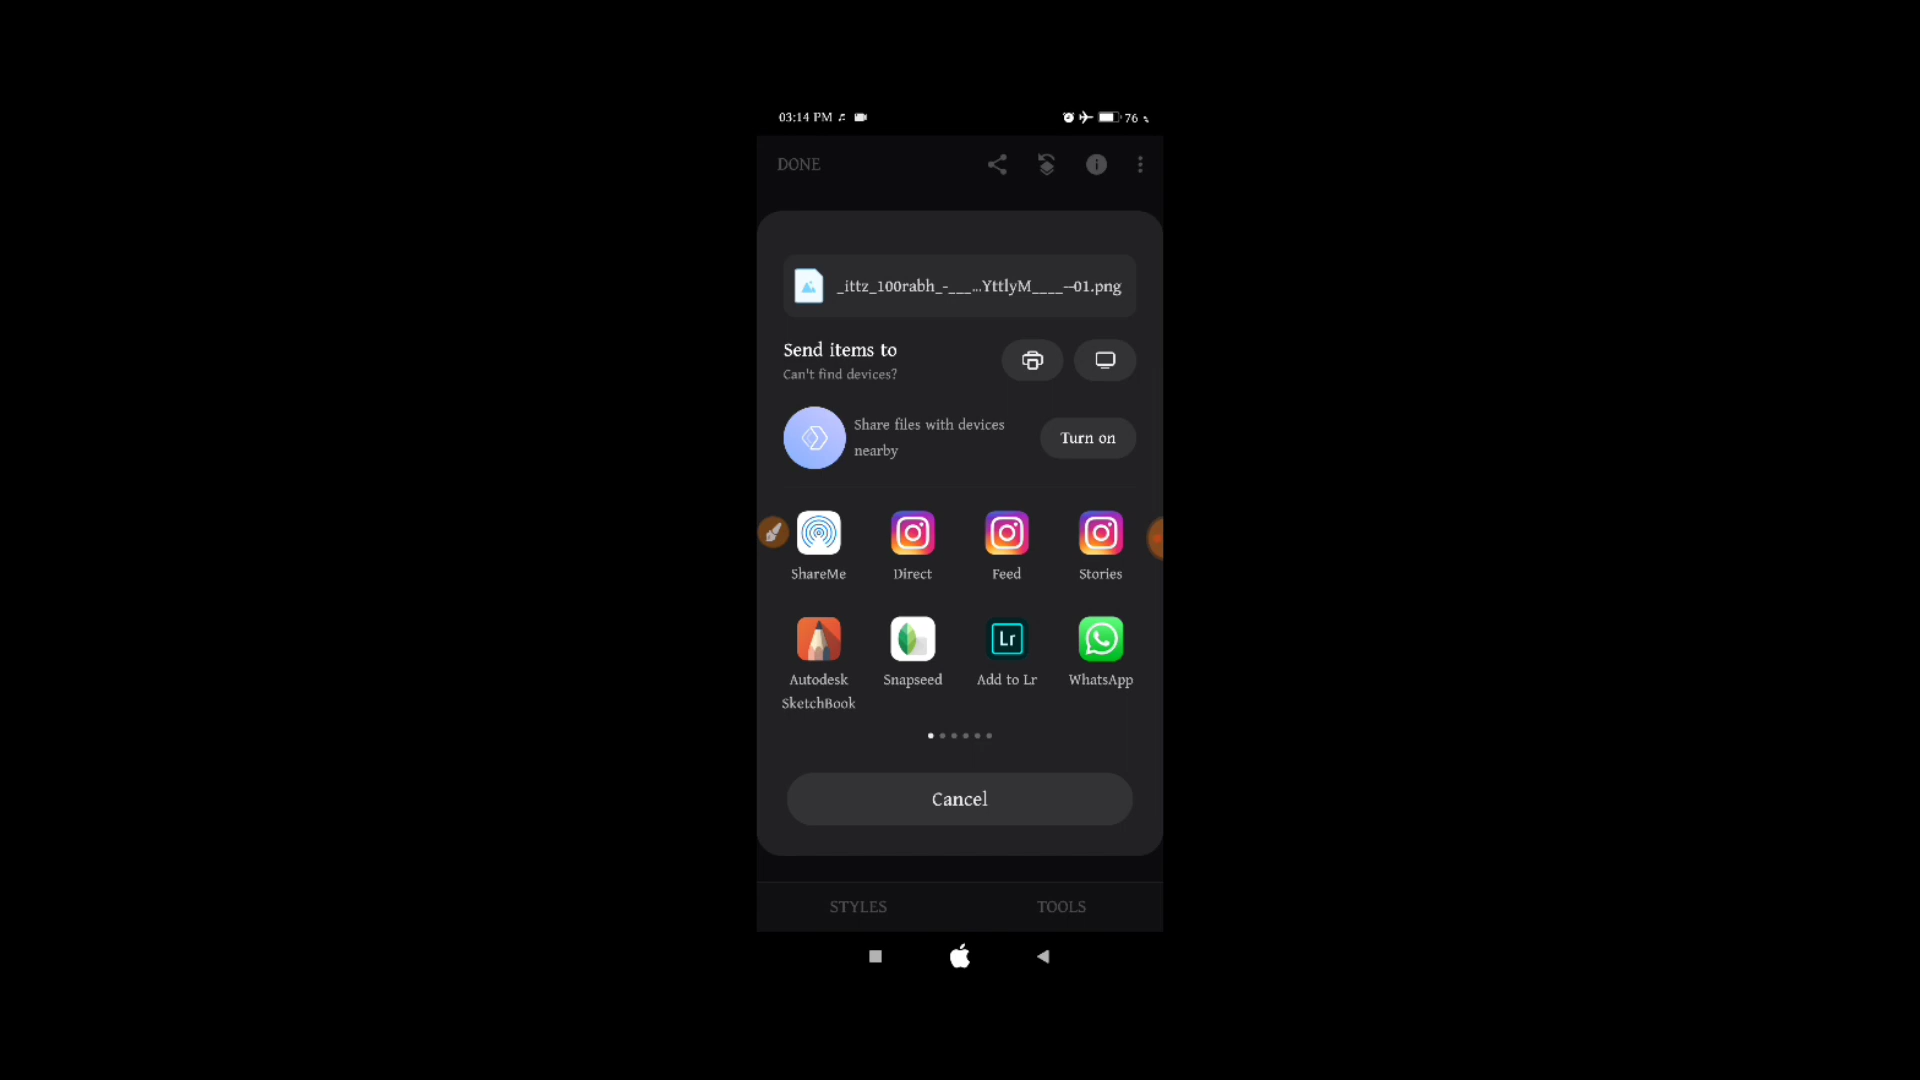 03:14 PM
76
DONE
_ittz_100rabh_-___...YttlyM____--01.png
Send items to
Can't find devices?
Share files with devices
nearby
Turn on
ShareMe
Direct
Feed
Stories
Lr
Autodesk
SketchBook
Snapseed
Add to Lr
WhatsApp
Cancel
STYLES
TOOLS